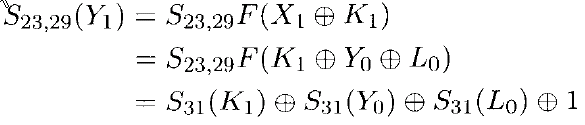 S_{23,29}(Y_1) = S_{23,29}F(X_1 ⊕ K_1)
= S_{23,29}F(K_1 ⊕ Y_0 ⊕ L_0)
= S_{31}(K_1) ⊕ S_{31}(Y_0) ⊕ S_{31}(L_0) ⊕ 1